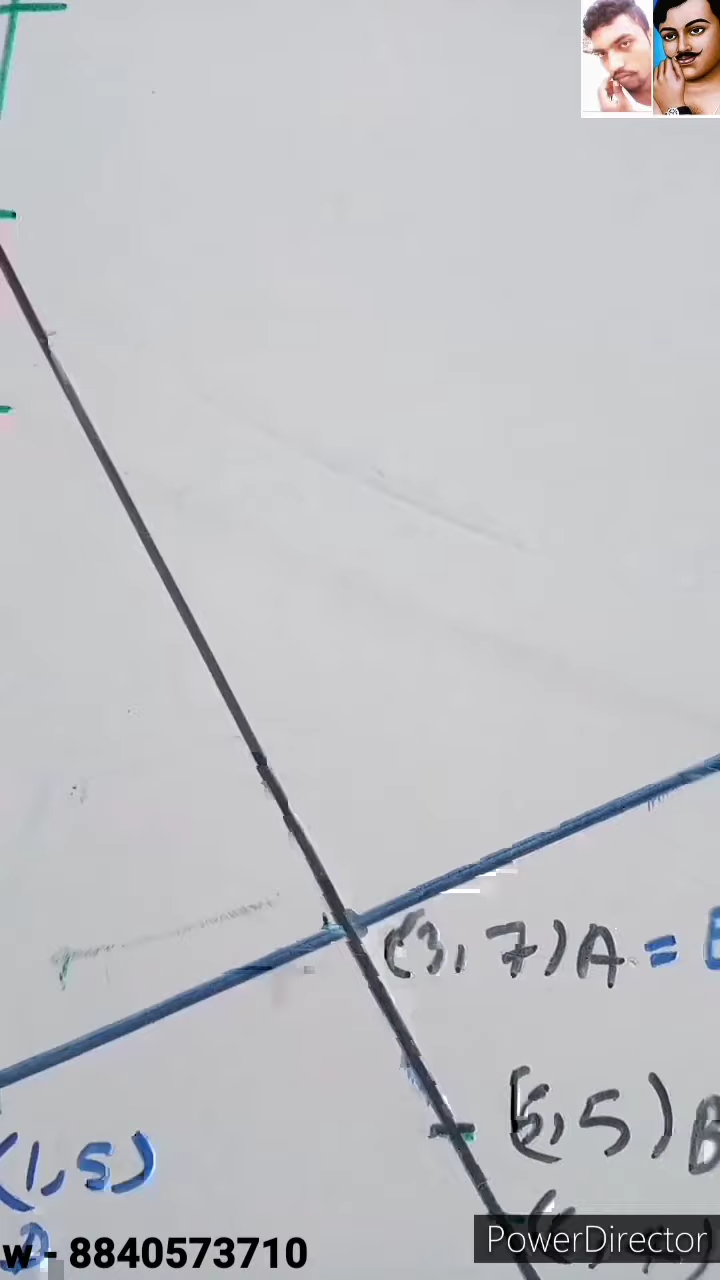 (3, 7) A =
(5, 5) B
(1, 5)
D
w - 8840573710
PowerDirector